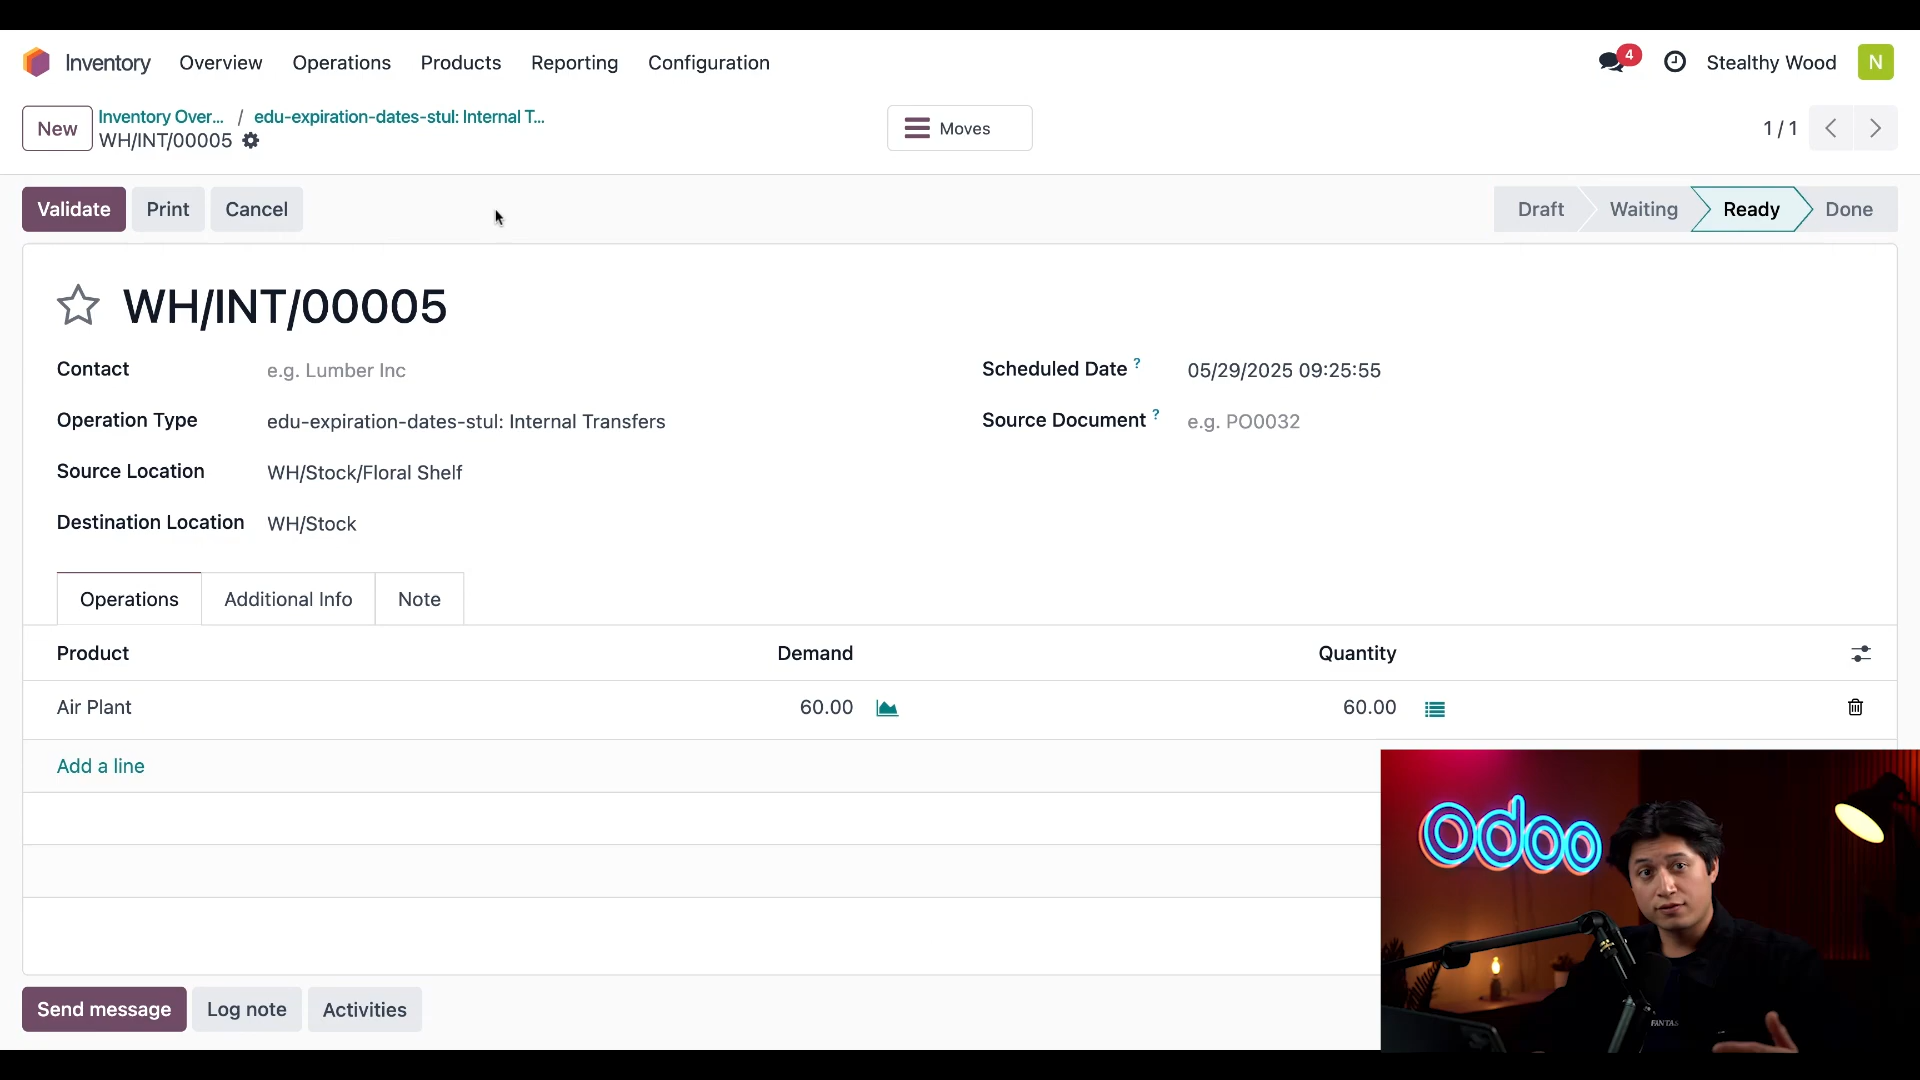 Inventory Overview Operations Products Reporting Configuration 4 Stealthy Wood N
New Inventory Over... / edu-expiration-dates-stul: Internal T... Moves 1 / 1
WH/INT/00005
Validate Print Cancel Draft Waiting Ready Done
WH/INT/00005
Contact e.g. Lumber Inc Scheduled Date ? 05/29/2025 09:25:55
Operation Type edu-expiration-dates-stul: Internal Transfers Source Document ? e.g. PO0032
Source Location WH/Stock/Floral Shelf
Destination Location WH/Stock
Operations Additional Info Note
Product Demand Quantity
Air Plant 60.00 60.00
Add a line
odoo
Send message Log note Activities
FANTAS